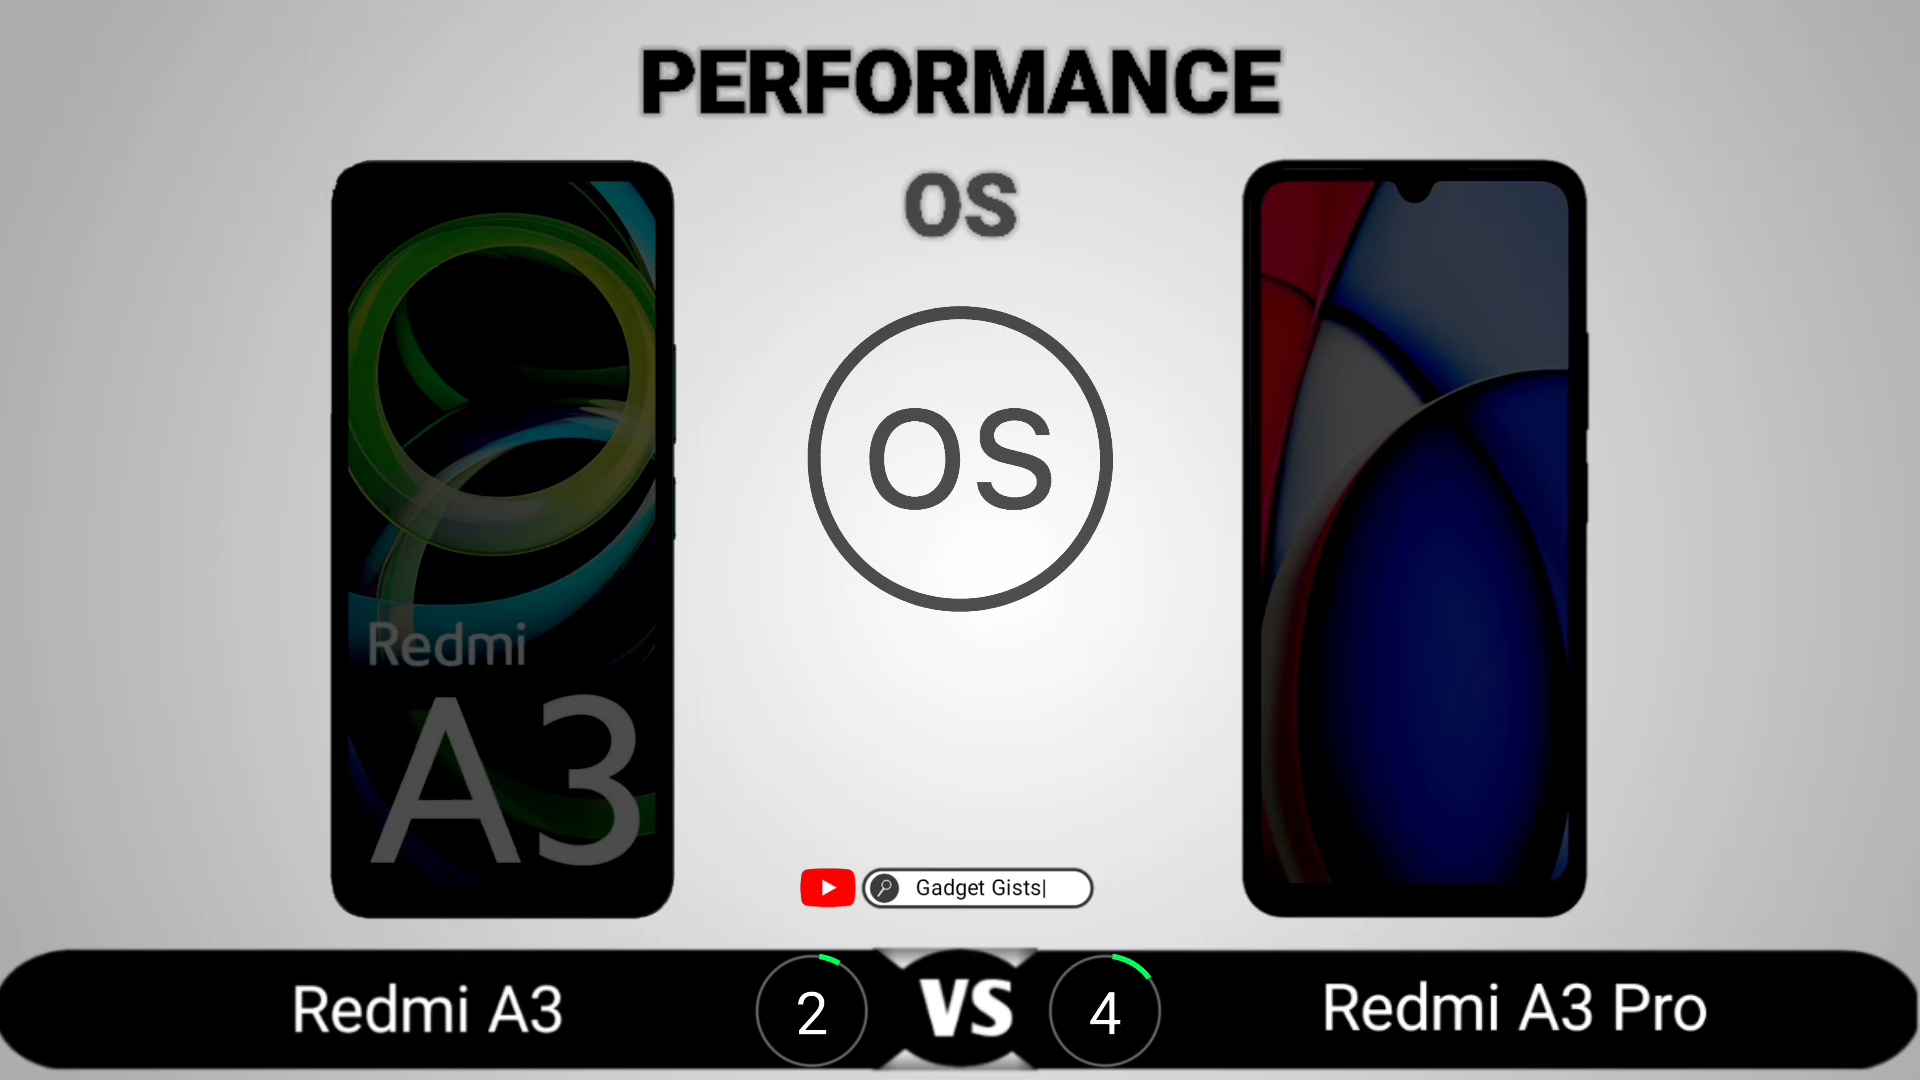 PERFORMANCE
OS
OS
Redmi
A3
Gadget Gists|
Redmi A3
2
VS
4
Redmi A3 Pro